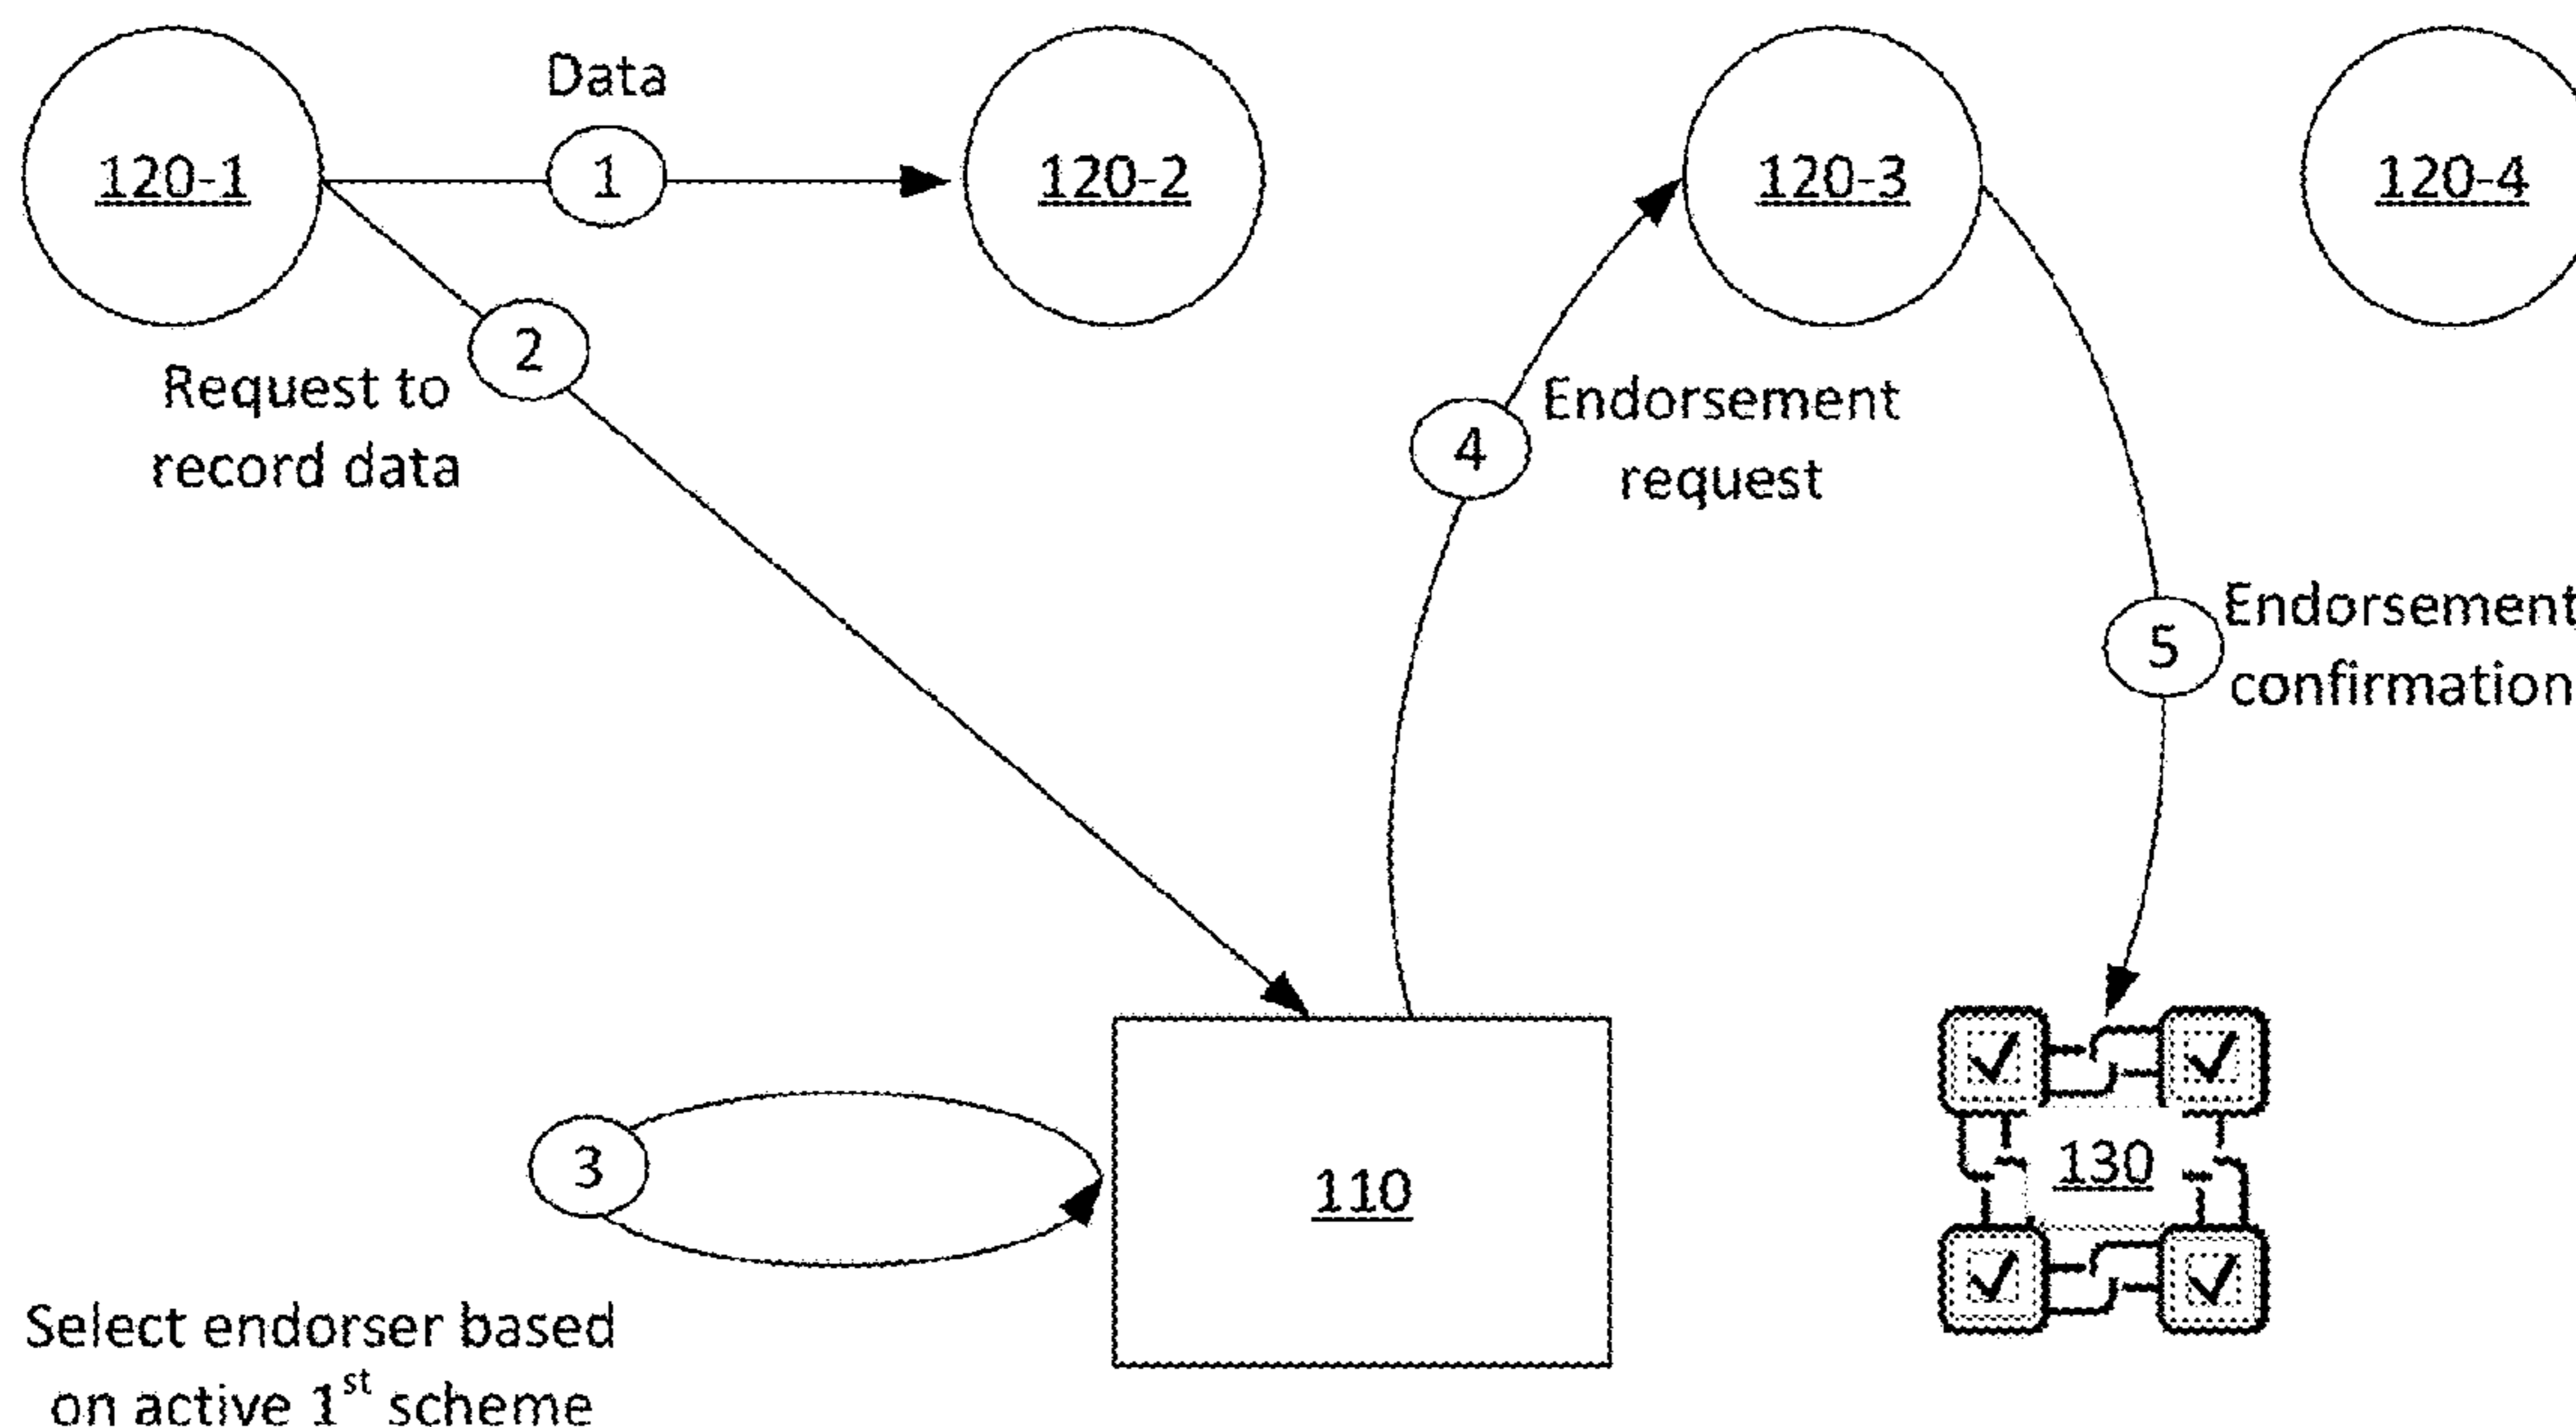 Data
120-1
1
120-2
120-3
120-4
2
Request to
record data
4
Endorsement
request
5
Endorsement
confirmation
3
110
130
Select endorser based
on active 1st scheme